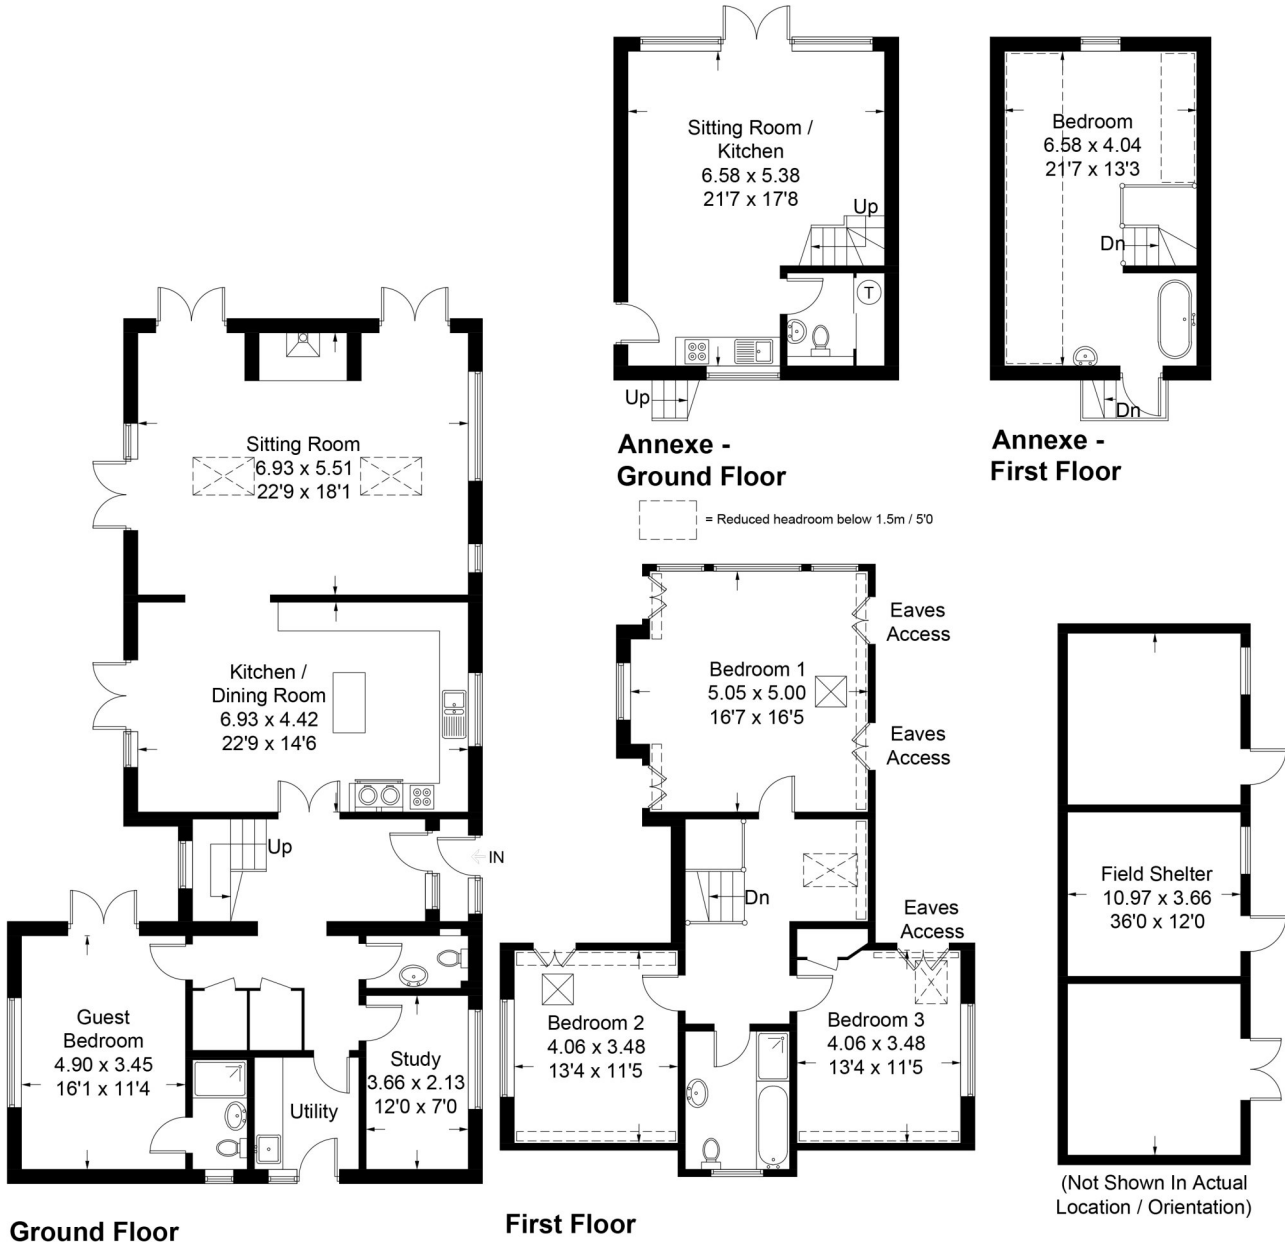 Sitting Room /
Kitchen
6.58 x 5.38
21'7 x 17'8
Up
T
Up
Annexe -
Ground Floor
Bedroom
6.58 x 4.04
21'7 x 13'3
Dn
Dn
Annexe -
First Floor
= Reduced headroom below 1.5m / 5'0
Sitting Room
6.93 x 5.51
22'9 x 18'1
Kitchen /
Dining Room
6.93 x 4.42
22'9 x 14'6
Up
IN
Guest
Bedroom
4.90 x 3.45
16'1 x 11'4
Study
3.66 x 2.13
12'0 x 7'0
Utility
Ground Floor
Bedroom 1
5.05 x 5.00
16'7 x 16'5
Eaves
Access
Eaves
Access
Dn
Eaves
Access
Bedroom 2
4.06 x 3.48
13'4 x 11'5
Bedroom 3
4.06 x 3.48
13'4 x 11'5
First Floor
Field Shelter
10.97 x 3.66
36'0 x 12'0
(Not Shown In Actual
Location / Orientation)